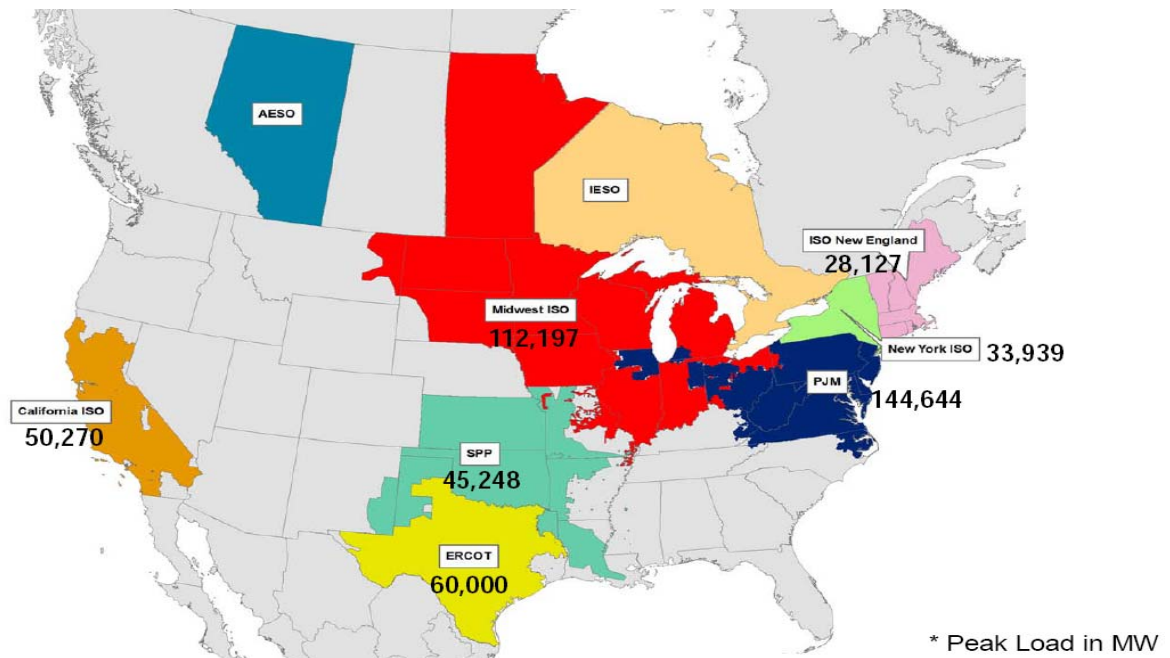 AESO
IESO
ISO New England
28,127
Midwest ISO
112,197
New York ISO 33,939
PJM
144,644
California ISO
50,270
SPP
45,248
ERCOT
60,000
* Peak Load in MW